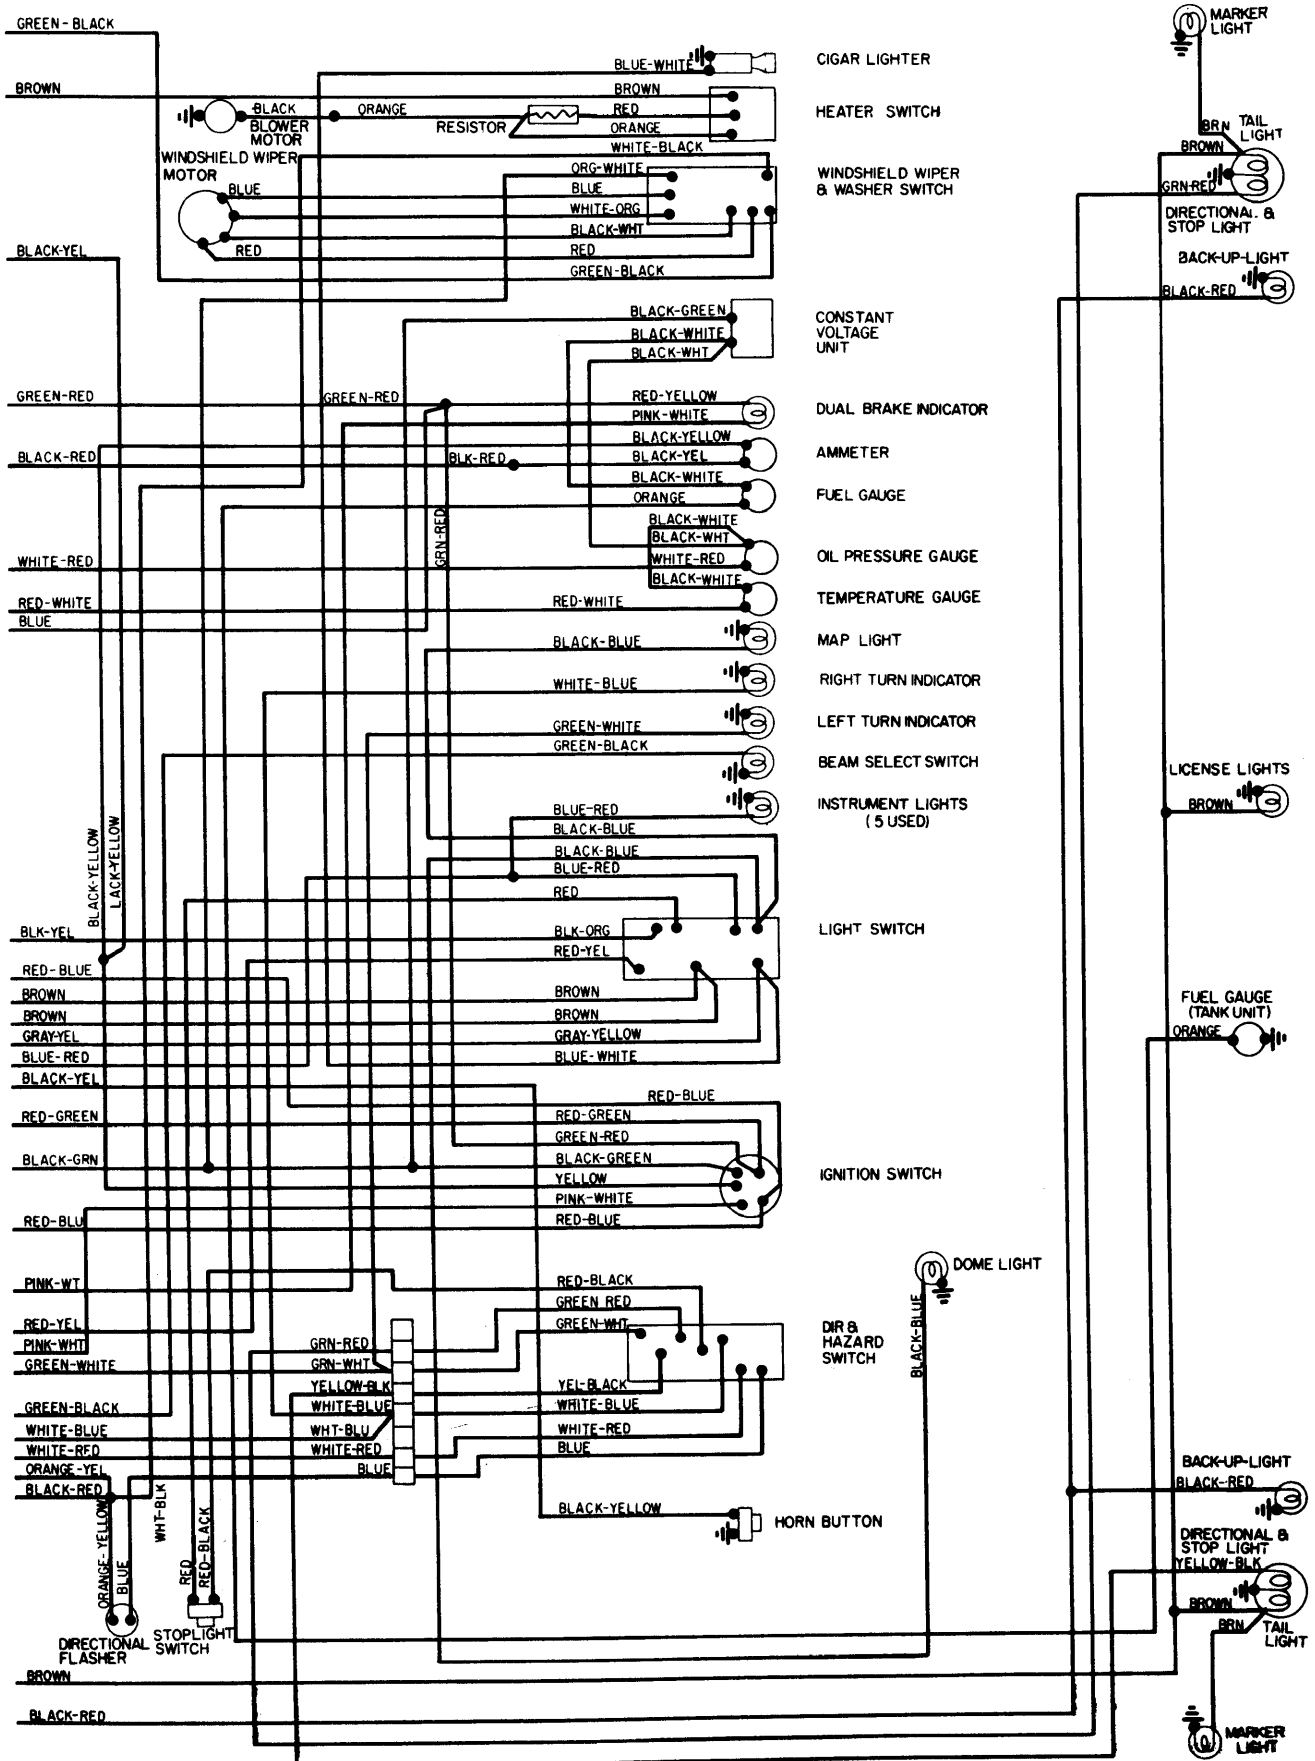 GREEN-BLACK
MARKER
LIGHT
BLUE-WHITE
CIGAR LIGHTER
BROWN
BROWN
BLACK
ORANGE
RED
HEATER SWITCH
BLOWER
MOTOR
RESISTOR
ORANGE
BRN
TAIL
LIGHT
WHITE-BLACK
BROWN
WINDSHIELD WIPER
MOTOR
ORG-WHITE
WINDSHIELD WIPER
& WASHER SWITCH
BLUE
BLUE
GRN-RED
WHITE-ORG
DIRECTIONAL &
STOP LIGHT
BLACK-WHT
BLACK-YEL
RED
RED
BACK-UP-LIGHT
GREEN-BLACK
BLACK-RED
BLACK-GREEN
CONSTANT
VOLTAGE
UNIT
BLACK-WHITE
BLACK-WHT
GREEN-RED
GREEN-RED
RED-YELLOW
DUAL BRAKE INDICATOR
PINK-WHITE
BLACK-YELLOW
BLACK-RED
BLK-RED
BLACK-YEL
AMMETER
BLACK-WHITE
ORANGE
FUEL GAUGE
GRN-RED
BLACK-WHITE
BLACK-WHT
WHITE-RED
WHITE-RED
OIL PRESSURE GAUGE
BLACK-WHITE
RED-WHITE
RED-WHITE
TEMPERATURE GAUGE
BLUE
BLACK-BLUE
MAP LIGHT
WHITE-BLUE
RIGHT TURN INDICATOR
GREEN-WHITE
LEFT TURN INDICATOR
GREEN-BLACK
BEAM SELECT SWITCH
LICENSE LIGHTS
BROWN
BLUE-RED
INSTRUMENT LIGHTS
(5 USED)
BLACK-BLUE
BLACK-YELLOW
LACK-YELLOW
BLACK-BLUE
BLUE-RED
RED
BLK-YEL
BLK-ORG
LIGHT SWITCH
RED-YEL
RED-BLUE
BROWN
BROWN
FUEL GAUGE
(TANK UNIT)
BROWN
BROWN
GRAY-YEL
GRAY-YELLOW
ORANGE
BLUE-RED
BLUE-WHITE
BLACK-YEL
RED-BLUE
RED-GREEN
RED-GREEN
GREEN-RED
BLACK-GRN
BLACK-GREEN
IGNITION SWITCH
YELLOW
PINK-WHITE
RED-BLU
RED-BLUE
DOME LIGHT
BLACK-BLUE
PINK-WT
RED-BLACK
GREEN RED
RED-YEL
GREEN-WHT
DIR &
HAZARD
SWITCH
PINK-WHT
GRN-RED
GREEN-WHITE
GRN-WHT
YELLOW-BLK
YEL-BLACK
GREEN-BLACK
WHITE-BLUE
WHITE-BLUE
WHITE-BLUE
WHT-BLU
WHITE-RED
WHITE-RED
WHITE-RED
BLUE
ORANGE-YEL
BLUE
BACK-UP-LIGHT
BLACK-RED
BLACK-RED
WHT-BLK
BLACK-YELLOW
HORN BUTTON
ORANGE-YELLOW
BLUE
RED
RED-BLACK
DIRECTIONAL &
STOP LIGHT
YELLOW-BLK
BROWN
DIRECTIONAL
FLASHER
STOPLIGHT
SWITCH
BRN
TAIL
LIGHT
BROWN
BLACK-RED
MARKER
LIGHT